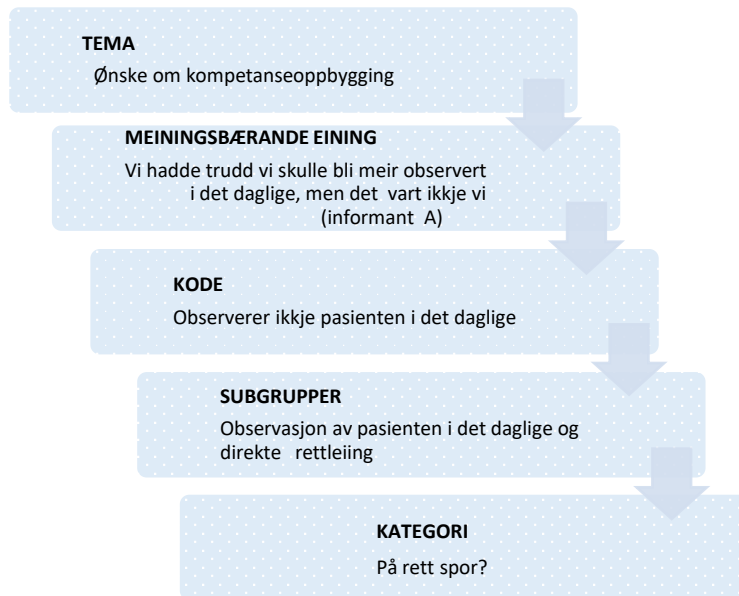 TEMA
Ønske om kompetanseoppbygging
MEININGSBÆRANDE EINING
Vi hadde trudd vi skulle bli meir observert
i det daglige, men det vart ikkje vi
(informant A)
KODE
Observerer ikkje pasienten i det daglige
SUBGRUPPER
Observasjon av pasienten i det daglige og
direkte rettleiing
KATEGORI
På rett spor?